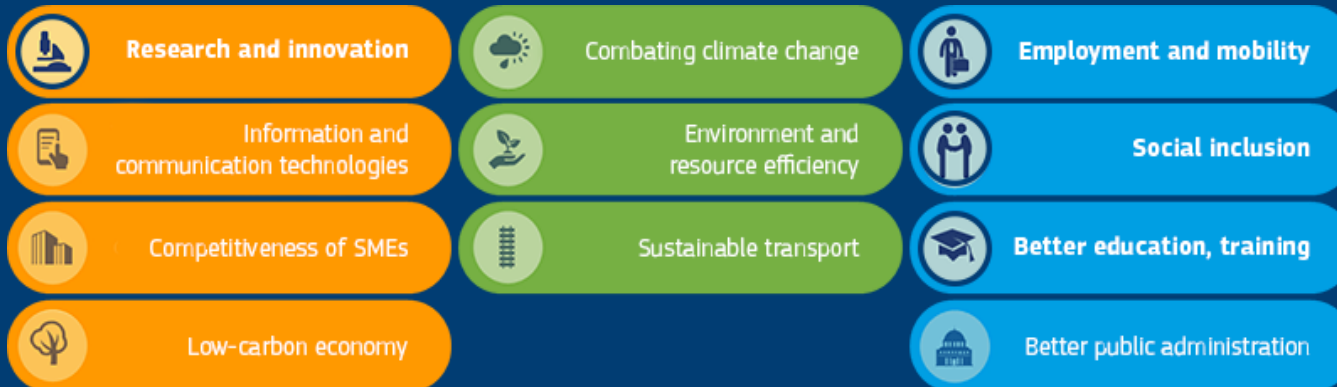 Research and innovation
Information and
communication technologies
Competitiveness of SMEs
Low-carbon economy
Combating climate change
Environment and
resource efficiency
Sustainable transport
Employment and mobility
Social inclusion
Better education, training
Better public administration